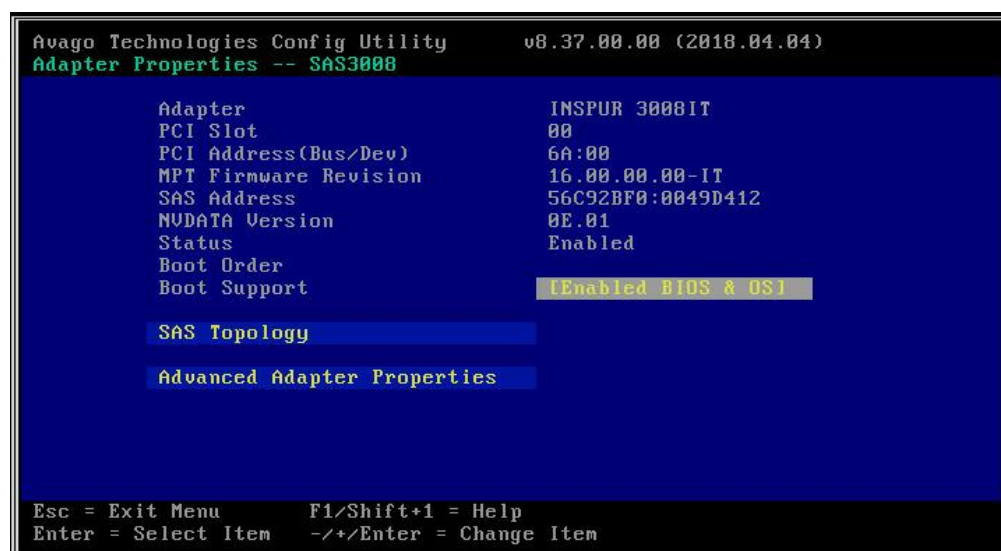 Avago Technologies Config Utility v8.37.00.00 (2018.04.04)
Adapter Properties -- SAS3008
Adapter INSPUR 3008IT
PCI Slot 00
PCI Address(Bus/Dev) 6A:00
MPT Firmware Revision 16.00.00.00-IT
SAS Address 56C92BF0:0049D412
NVDATA Version 0E.01
Status Enabled
Boot Order
Boot Support [Enabled BIOS & OS]
SAS Topology
Advanced Adapter Properties
Esc = Exit Menu F1/Shift+1 = Help
Enter = Select Item -/+/Enter = Change Item